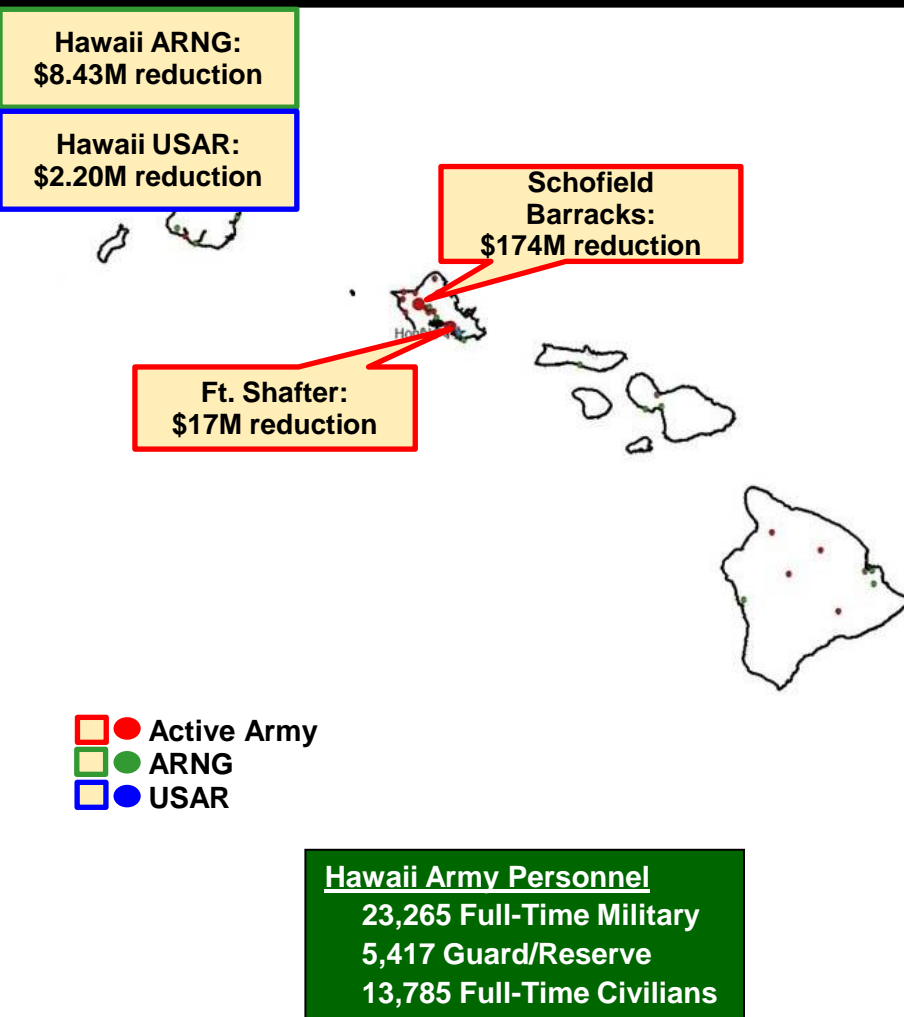 Hawaii ARNG:
$8.43M reduction
Hawaii USAR:
$2.20M reduction
Schofield
Barracks:
$174M reduction
Ft. Shafter:
$17M reduction
Active Army
ARNG
USAR
Hawaii Army Personnel
23,265 Full-Time Military
5,417 Guard/Reserve
13,785 Full-Time Civilians